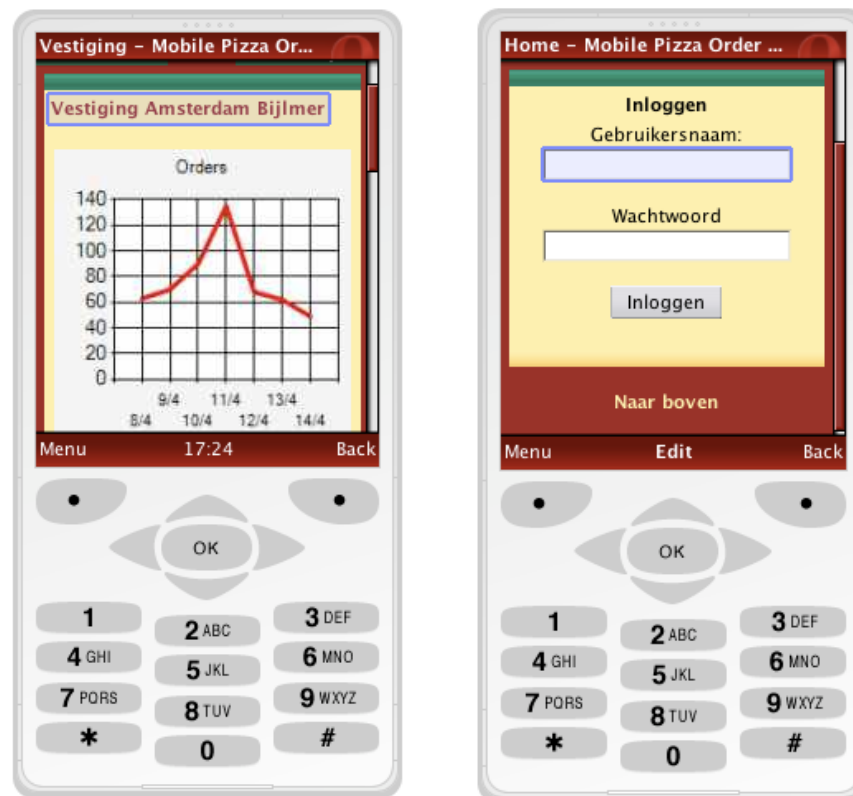 Vestiging – Mobile Pizza Or...
Vestiging Amsterdam Bijlmer
Orders
140
120
100
80
60
40
20
0
9/4 11/4 13/4
8/4 10/4 12/4 14/4
Menu 17:24 Back
OK
1 2 ABC 3 DEF
4 GHI 5 JKL 6 MNO
7 PQRS 8 TUV 9 WXYZ
* 0 #
Home – Mobile Pizza Order ...
Inloggen
Gebruikersnaam:
Wachtwoord
Inloggen
Naar boven
Menu Edit Back
OK
1 2 ABC 3 DEF
4 GHI 5 JKL 6 MNO
7 PQRS 8 TUV 9 WXYZ
* 0 #